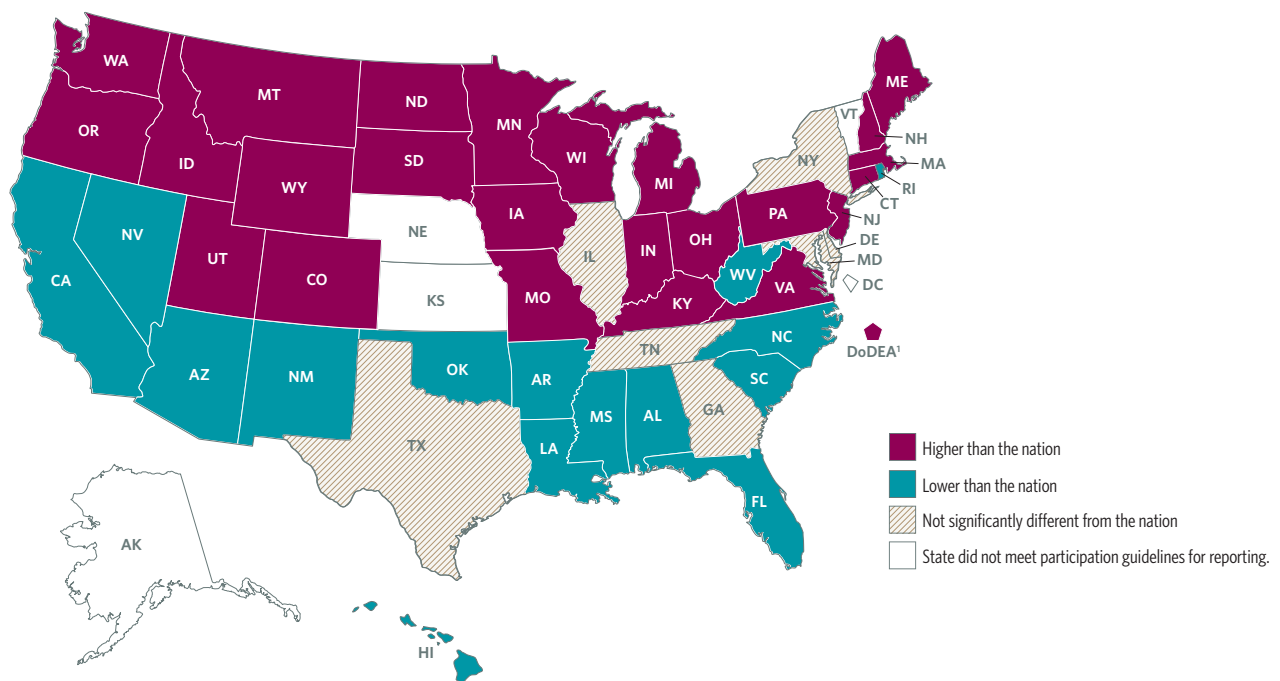 WA
MT
ND
MN
ME
VT
NH
OR
ID
SD
WI
NY
MA
WY
MI
RI
CT
IA
PA
NJ
NV
NE
IN
OH
DE
UT
IL
MD
CA
CO
KS
MO
WV
VA
DC
KY
NC
DoDEA¹
TN
AZ
NM
OK
AR
SC
MS
AL
GA
TX
LA
FL
AK
HI
Higher than the nation
Lower than the nation
Not significantly different from the nation
State did not meet participation guidelines for reporting.